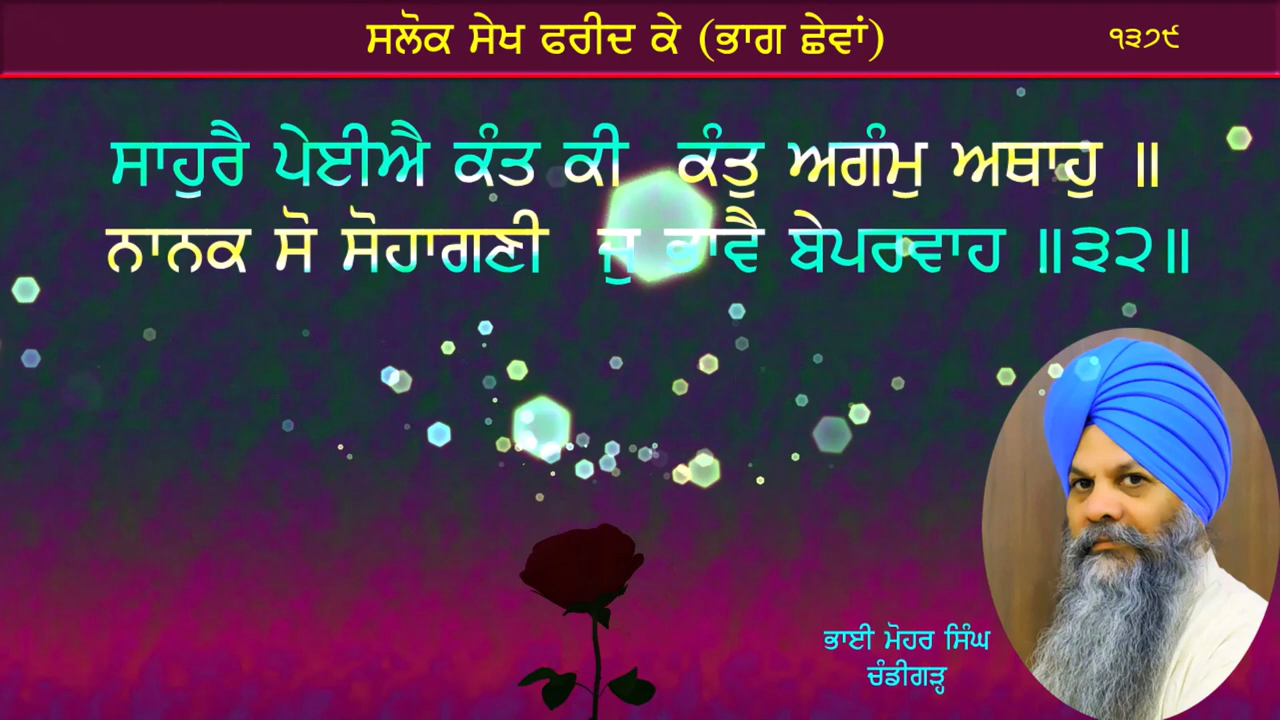 ਸਲੋਕ ਸੇਖ ਫਰੀਦ ਕੇ (ਭਾਗ ਛੇਵਾਂ) ੧੩੭੯
ਸਾਹੁਰੈ ਪੇਈਐ ਕੰਤ ਕੀ ਕੰਤੁ ਅਗੰਮੁ ਅਥਾਹੁ ॥
ਨਾਨਕ ਸੋ ਸੋਹਾਗਣੀ ਜੁ ਭਾਵੈ ਬੇਪਰਵਾਹ ॥੩੨॥
ਭਾਈ ਮੋਹਰ ਸਿੰਘ
ਚੰਡੀਗੜ੍ਹ